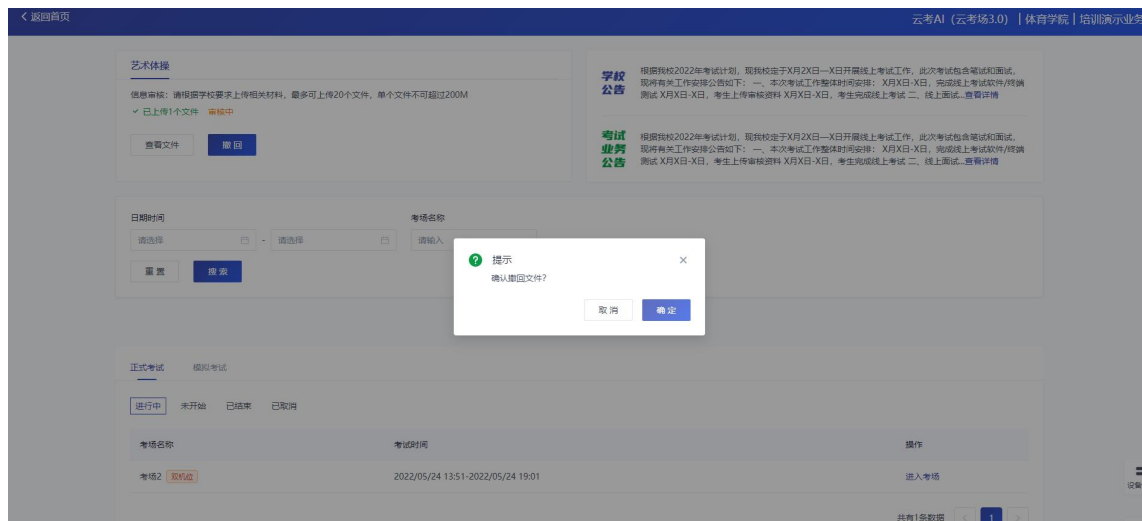 < 返回首页
云考AI（云考场3.0）｜体育学院｜培训演示业务
艺术体操
信息审核：请根据学校要求上传相关材料，最多可上传20个文件，单个文件不可超过200M
已上传1个文件 审核中
查看文件 撤回
学校公告
根据我校2022年考试计划，现我校定于X月2X日—X日开展线上考试工作，此次考试包含笔试和面试，
现将有关工作安排公告如下： 一、本次考试工作整体时间安排： X月X日-X日，完成线上考试软件/终端
测试 X月X日-X日，考生上传审核资料 X月X日-X日，考生完成线上考试 二、线上面试...查看详情
考试业务公告
根据我校2022年考试计划，现我校定于X月2X日—X日开展线上考试工作，此次考试包含笔试和面试，
现将有关工作安排公告如下： 一、本次考试工作整体时间安排： X月X日-X日，完成线上考试软件/终端
测试 X月X日-X日，考生上传审核资料 X月X日-X日，考生完成线上考试 二、线上面试...查看详情
日期时间 考场名称
请选择 - 请选择 请输入
重置 搜索
提示
确认撤回文件？
取消 确定
正式考试 模拟考试
进行中 未开始 已结束 已取消
考场名称 考试时间 操作
考场2 双机位 2022/05/24 13:51-2022/05/24 19:01 进入考场
设备
共有1条数据 < 1 >